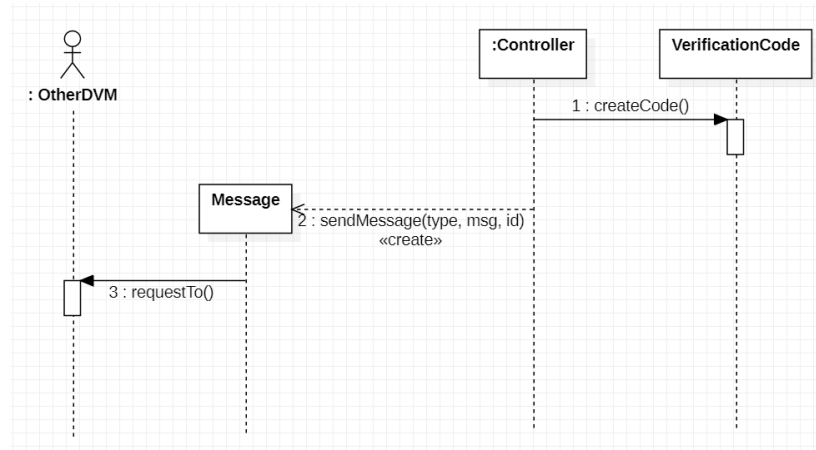 :Controller
VerificationCode
: OtherDVM
1 : createCode()
Message
2 : sendMessage(type, msg, id)
«create»
3 : requestTo()